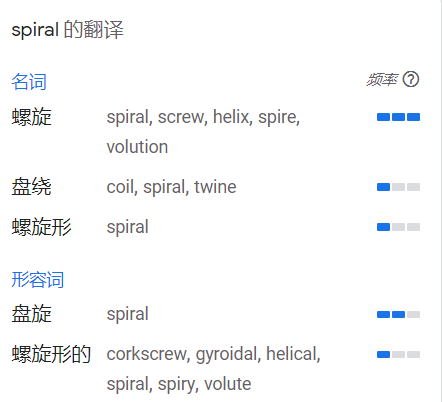 spiral 的翻译
名词 频率 ?
螺旋 spiral, screw, helix, spire,
volution
盘绕 coil, spiral, twine
螺旋形 spiral
形容词
盘旋 spiral
螺旋形的 corkscrew, gyroidal, helical,
spiral, spiry, volute